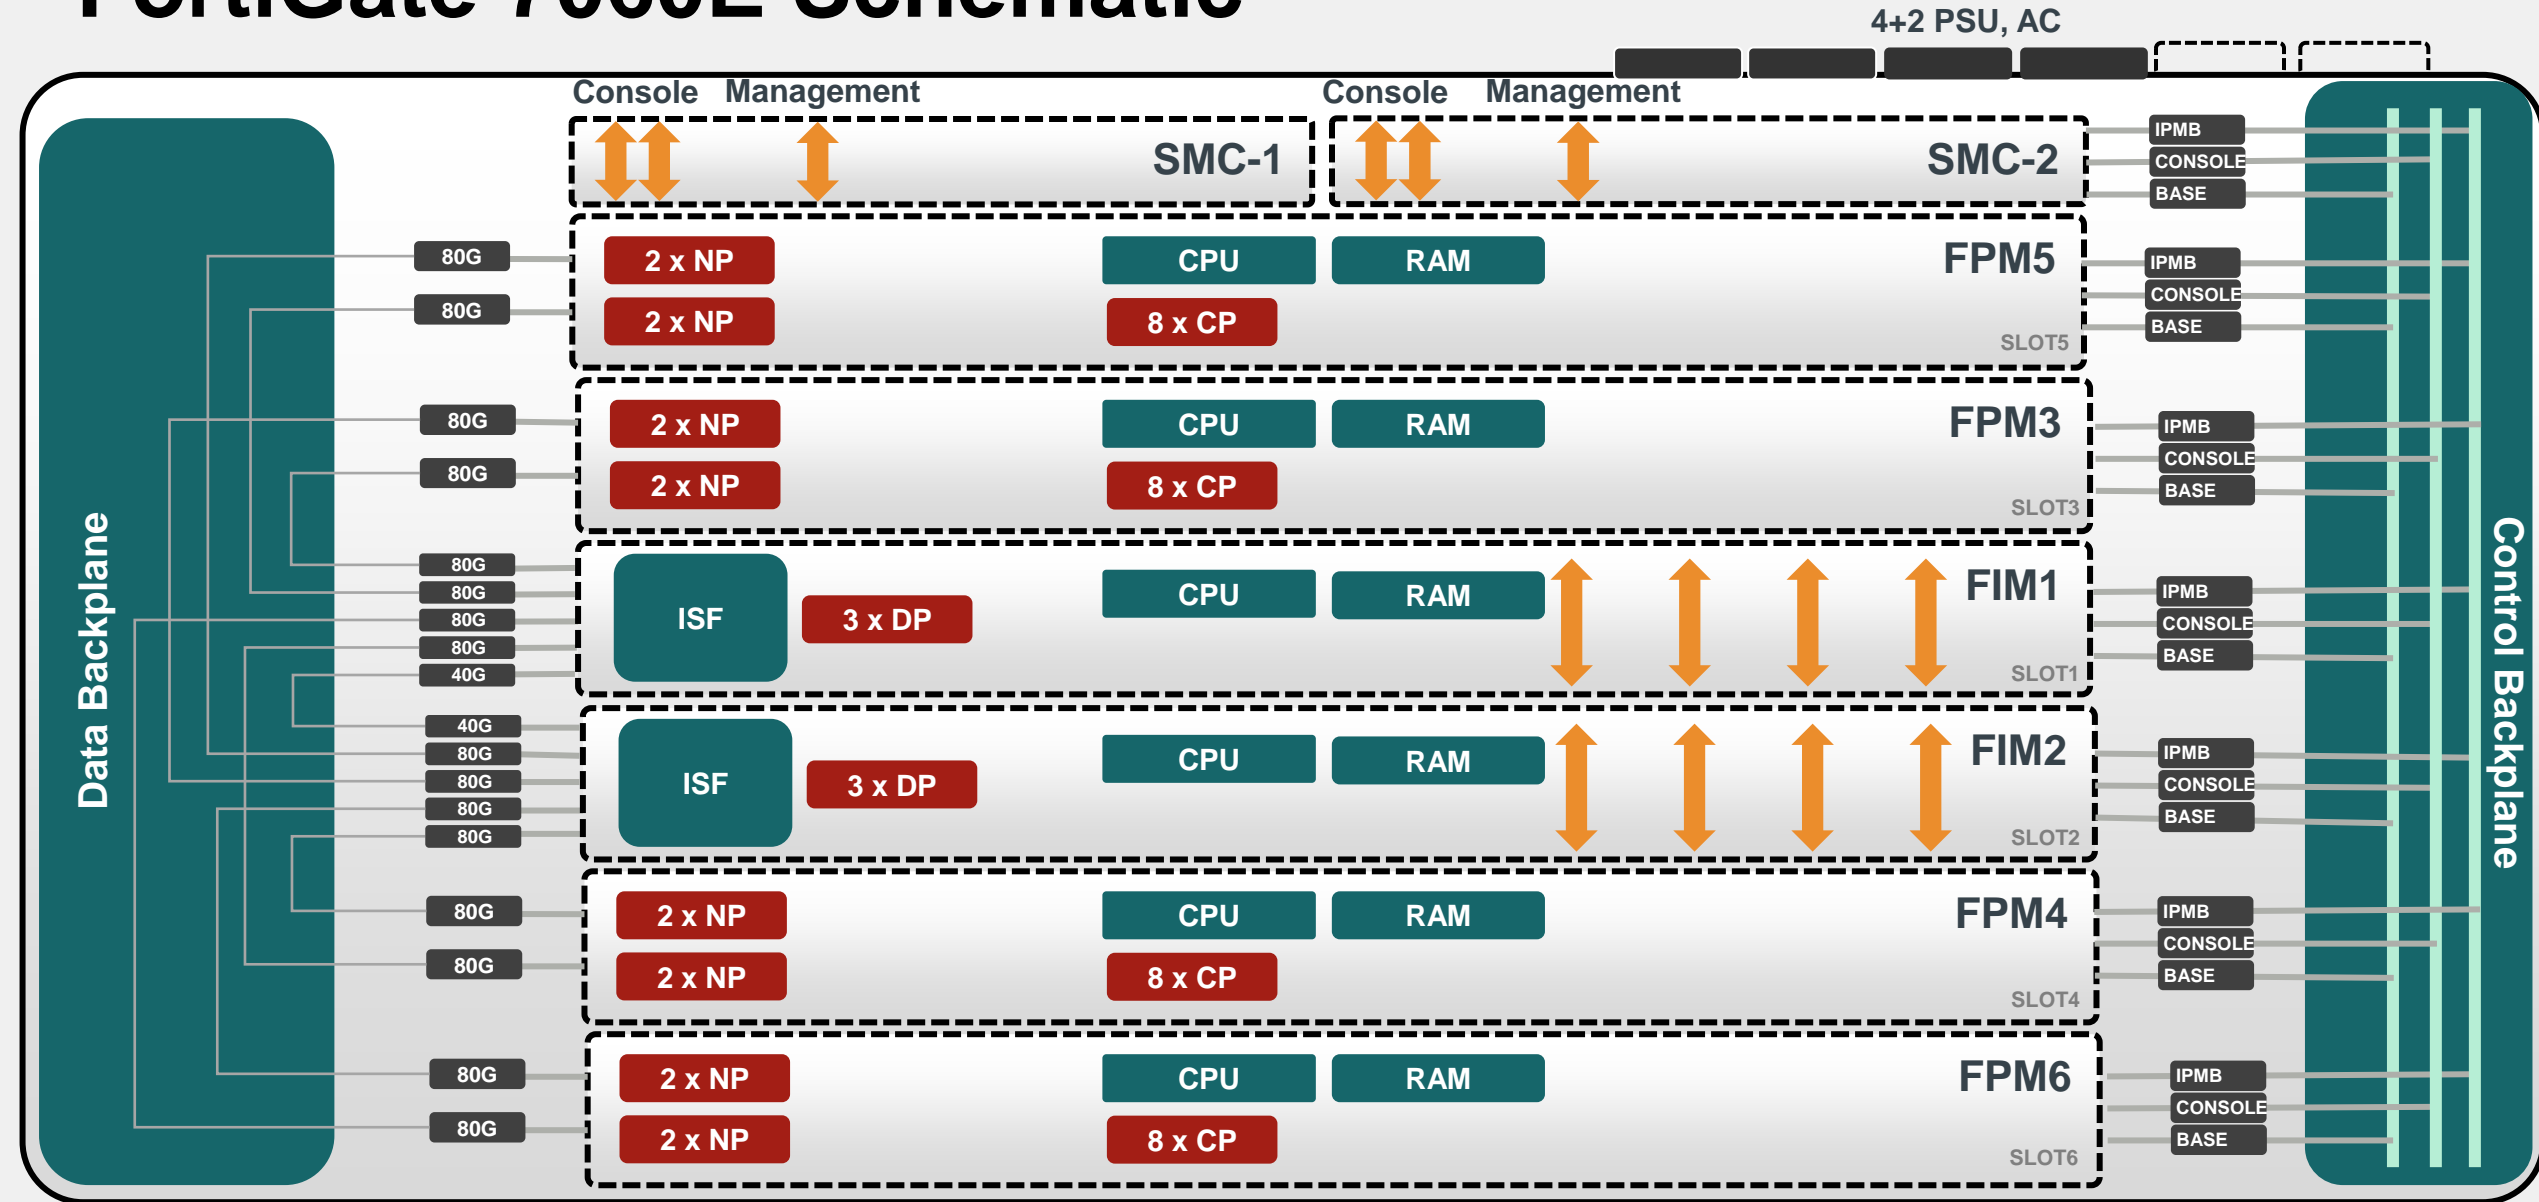 FortiGate 7060E Schematic
4+2 PSU, AC
Console Management
Console Management
SMC-1
SMC-2
IPMB
CONSOLE
BASE
80G
2 x NP
CPU
RAM
FPM5
IPMB
80G
2 x NP
8 x CP
SLOT5
CONSOLE
BASE
80G
2 x NP
CPU
RAM
FPM3
IPMB
80G
2 x NP
8 x CP
SLOT3
CONSOLE
BASE
Data Backplane
80G
80G
80G
80G
40G
ISF
3 x DP
CPU
RAM
FIM1
SLOT1
IPMB
CONSOLE
BASE
Control Backplane
40G
80G
80G
80G
80G
ISF
3 x DP
CPU
RAM
FIM2
SLOT2
IPMB
CONSOLE
BASE
80G
2 x NP
CPU
RAM
FPM4
IPMB
80G
2 x NP
8 x CP
SLOT4
CONSOLE
BASE
80G
2 x NP
CPU
RAM
FPM6
IPMB
80G
2 x NP
8 x CP
SLOT6
CONSOLE
BASE